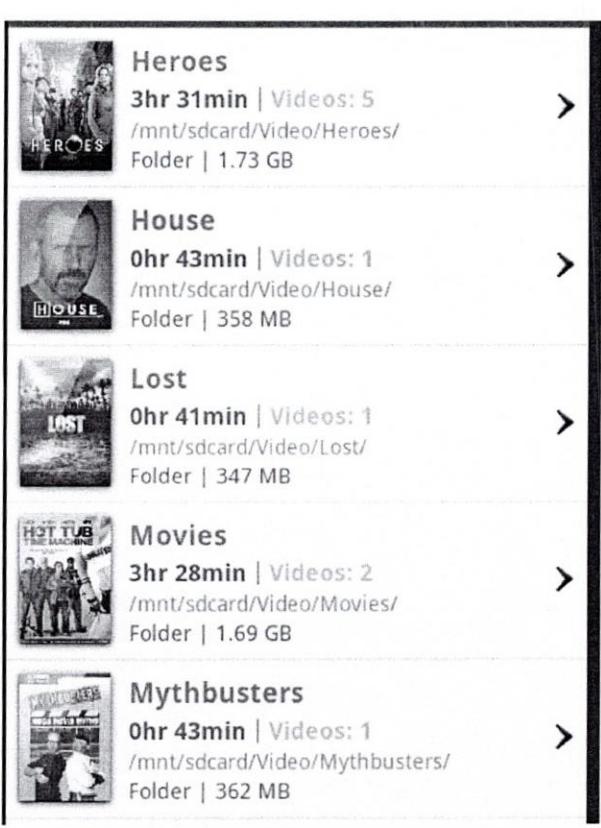 Heroes
3hr 31min | Videos: 5
/mnt/sdcard/Video/Heroes/
Folder | 1.73 GB
HEROES
House
0hr 43min | Videos: 1
/mnt/sdcard/Video/House/
Folder | 358 MB
HOUSE
Lost
0hr 41min | Videos: 1
/mnt/sdcard/Video/Lost/
Folder | 347 MB
LOST
Movies
3hr 28min | Videos: 2
/mnt/sdcard/Video/Movies/
Folder | 1.69 GB
HOT TUB
TIME MACHINE
Mythbusters
0hr 43min | Videos: 1
/mnt/sdcard/Video/Mythbusters/
Folder | 362 MB
MYTHBUSTERS